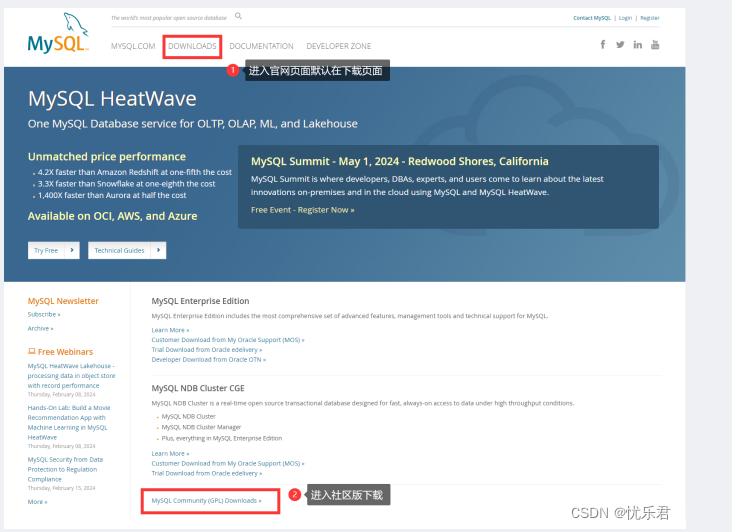 The world's most popular open source database
Contact MySQL | Login | Register
MySQL
MYSQL.COM DOWNLOADS DOCUMENTATION DEVELOPER ZONE
1 进入官网页面默认在下载页面
MySQL HeatWave
One MySQL Database service for OLTP, OLAP, ML, and Lakehouse
Unmatched price performance
4.2X faster than Amazon Redshift at one-fifth the cost
3.3X faster than Snowflake at one-eighth the cost
1,400X faster than Aurora at half the cost
Available on OCI, AWS, and Azure
MySQL Summit - May 1, 2024 - Redwood Shores, California
MySQL Summit is where developers, DBAs, experts, and users come to learn about the latest
innovations on-premises and in the cloud using MySQL and MySQL HeatWave.
Free Event - Register Now »
Try Free Technical Guides
MySQL Newsletter
Subscribe »
Archive »
Free Webinars
MySQL HeatWave Lakehouse -
processing data in object store
with record performance
Thursday, February 08, 2024
Hands-On Lab: Build a Movie
Recommendation App with
Machine Learning in MySQL
HeatWave
Thursday, February 08, 2024
MySQL Security from Data
Protection to Regulation
Compliance
Thursday, February 15, 2024
More »
MySQL Enterprise Edition
MySQL Enterprise Edition includes the most comprehensive set of advanced features, management tools and technical support for MySQL.
Learn More »
Customer Download from My Oracle Support (MOS) »
Trial Download from Oracle edelivery »
Developer Download from Oracle OTN »
MySQL NDB Cluster CGE
MySQL NDB Cluster is a real-time open source transactional database designed for fast, always-on access to data under high throughput conditions.
MySQL NDB Cluster
MySQL NDB Cluster Manager
Plus, everything in MySQL Enterprise Edition
Learn More »
Customer Download from My Oracle Support (MOS) »
Trial Download from Oracle edelivery »
MySQL Community (GPL) Downloads »
2 进入社区版下载
CSDN @忧乐君